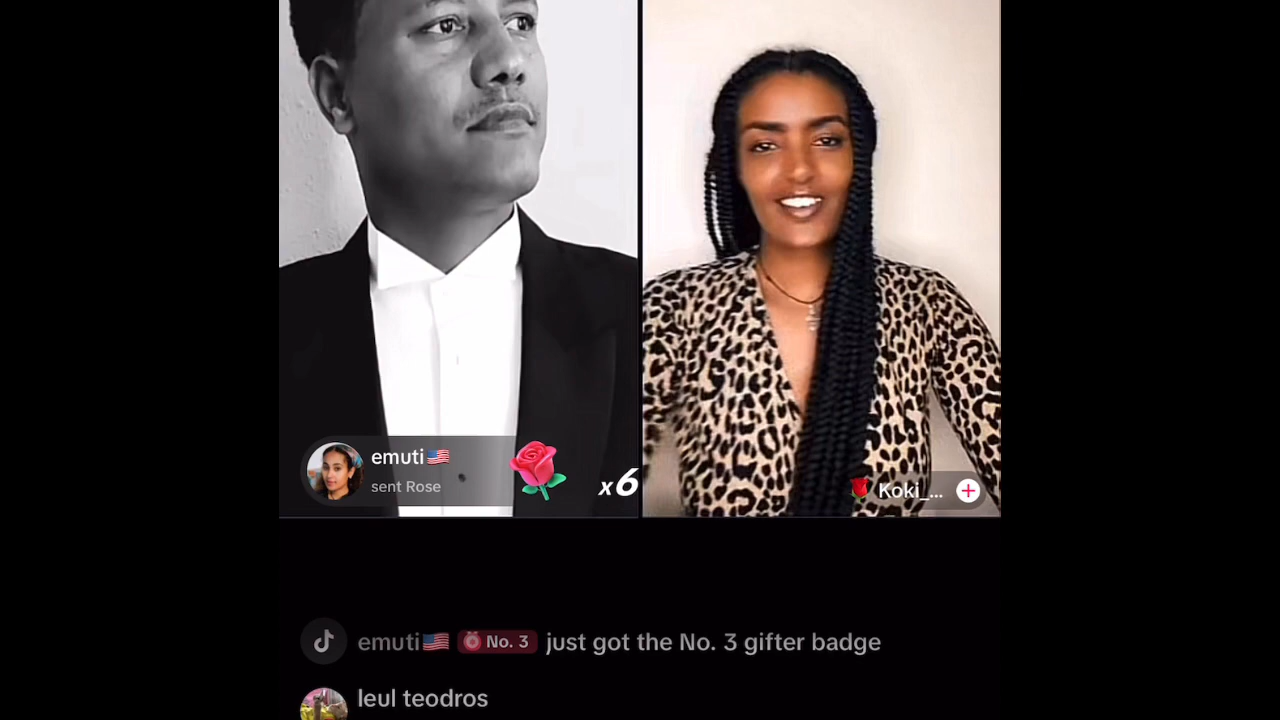 emuti🇺🇸
sent Rose
x6
Koki_...
emuti🇺🇸 No. 3 just got the No. 3 gifter badge
leul teodros